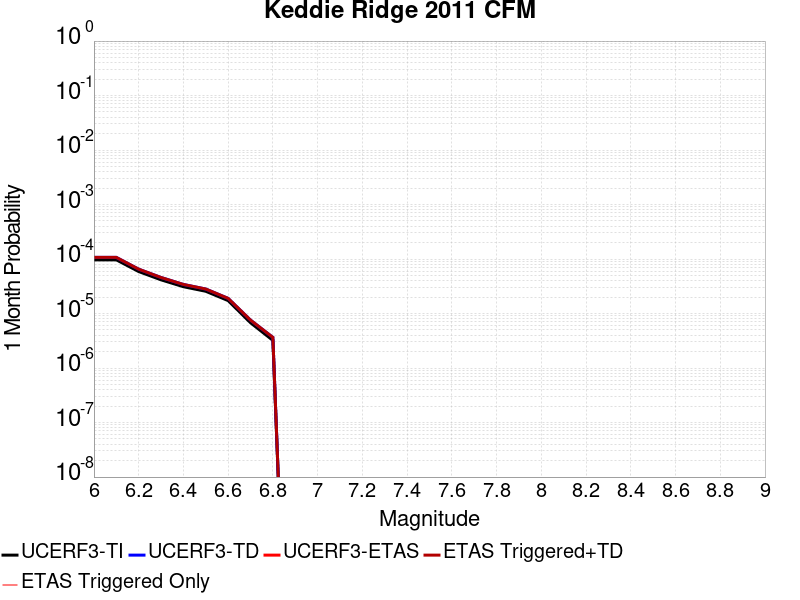 Keddie Ridge 2011 CFM
1 Month Probability
10^0
10^-1
10^-2
10^-3
10^-4
10^-5
10^-6
10^-7
10^-8
6 6.2 6.4 6.6 6.8 7 7.2 7.4 7.6 7.8 8 8.2 8.4 8.6 8.8 9
Magnitude
UCERF3-TI UCERF3-TD UCERF3-ETAS ETAS Triggered+TD
ETAS Triggered Only